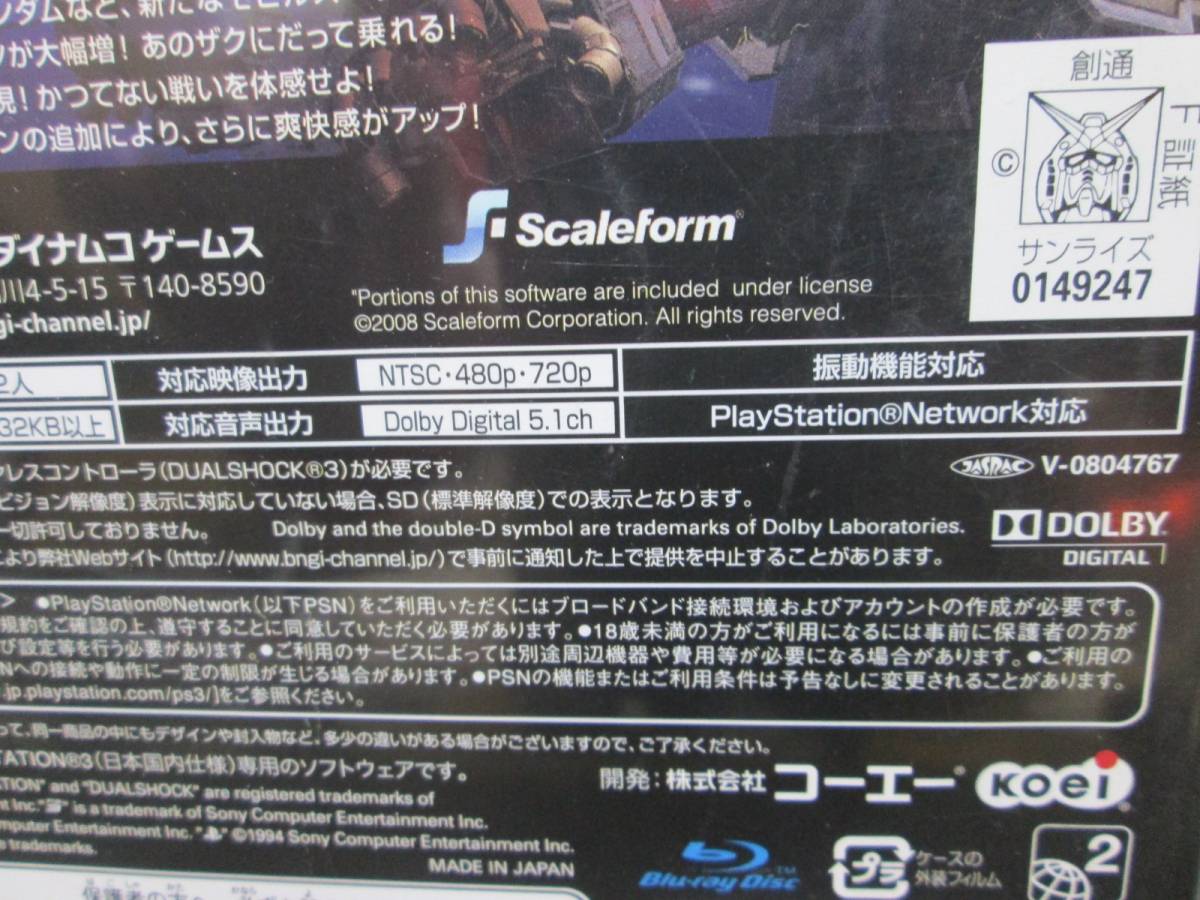 ンダムなど、新たなモビルス
ツが大幅増! あのザクにだって乗れる!
見! かつてない戦いを体感せよ!
ンの追加により、さらに爽快感がアップ!
創通
©
下証紙
サンライズ
0149247
Scaleform
ダイナムコ ゲームス
川4-5-15 〒140-8590
gi-channel.jp/
"Portions of this software are included under license
©2008 Scaleform Corporation. All rights reserved.
2人
対応映像出力
NTSC・480p・720p
振動機能対応
32KB以上
対応音声出力
Dolby Digital 5.1ch
PlayStation®Network対応
ヤレスコントローラ(DUALSHOCK®3)が必要です。
JASRAC V-0804767
ビジョン解像度)表示に対応していない場合、SD(標準解像度)での表示となります。
一切許可しておりません。 Dolby and the double-D symbol are trademarks of Dolby Laboratories.
DOLBY
DIGITAL
により弊社Webサイト(http://www.bngi-channel.jp/)で事前に通知した上で提供を中止することがあります。
> ●PlayStation®Network(以下PSN)をご利用いただくにはブロードバンド接続環境およびアカウントの作成が必要です。
規約をご確認の上、遵守することに同意していただく必要があります。●18歳未満の方がご利用になるには事前に保護者の方が
び設定等を行う必要があります。●ご利用のサービスによっては別途周辺機器や費用等が必要になる場合があります。●ご利用の
Nへの接続や動作に一定の制限が生じる場合があります。●PSNの機能またはご利用条件は予告なしに変更されることがあります。
.jp.playstation.com/ps3/]をご参照ください。
って、同一商品の中にもデザインや封入物など、多少の違いがある場合がございますので、ご了承ください。
TATION®3(日本国内仕様)専用のソフトウェアです。
開発:株式会社コーエー®
KOEI
TATION" and "DUALSHOCK" are registered trademarks of
nt Inc. " " is a trademark of Sony Computer Entertainment Inc.
mputer Entertainment Inc. " " ©1994 Sony Computer Entertainment Inc.
s trademarks.
MADE IN JAPAN
Blu-ray Disc™
プラ
ケースの
外装フィルム
2
保護者の方へ